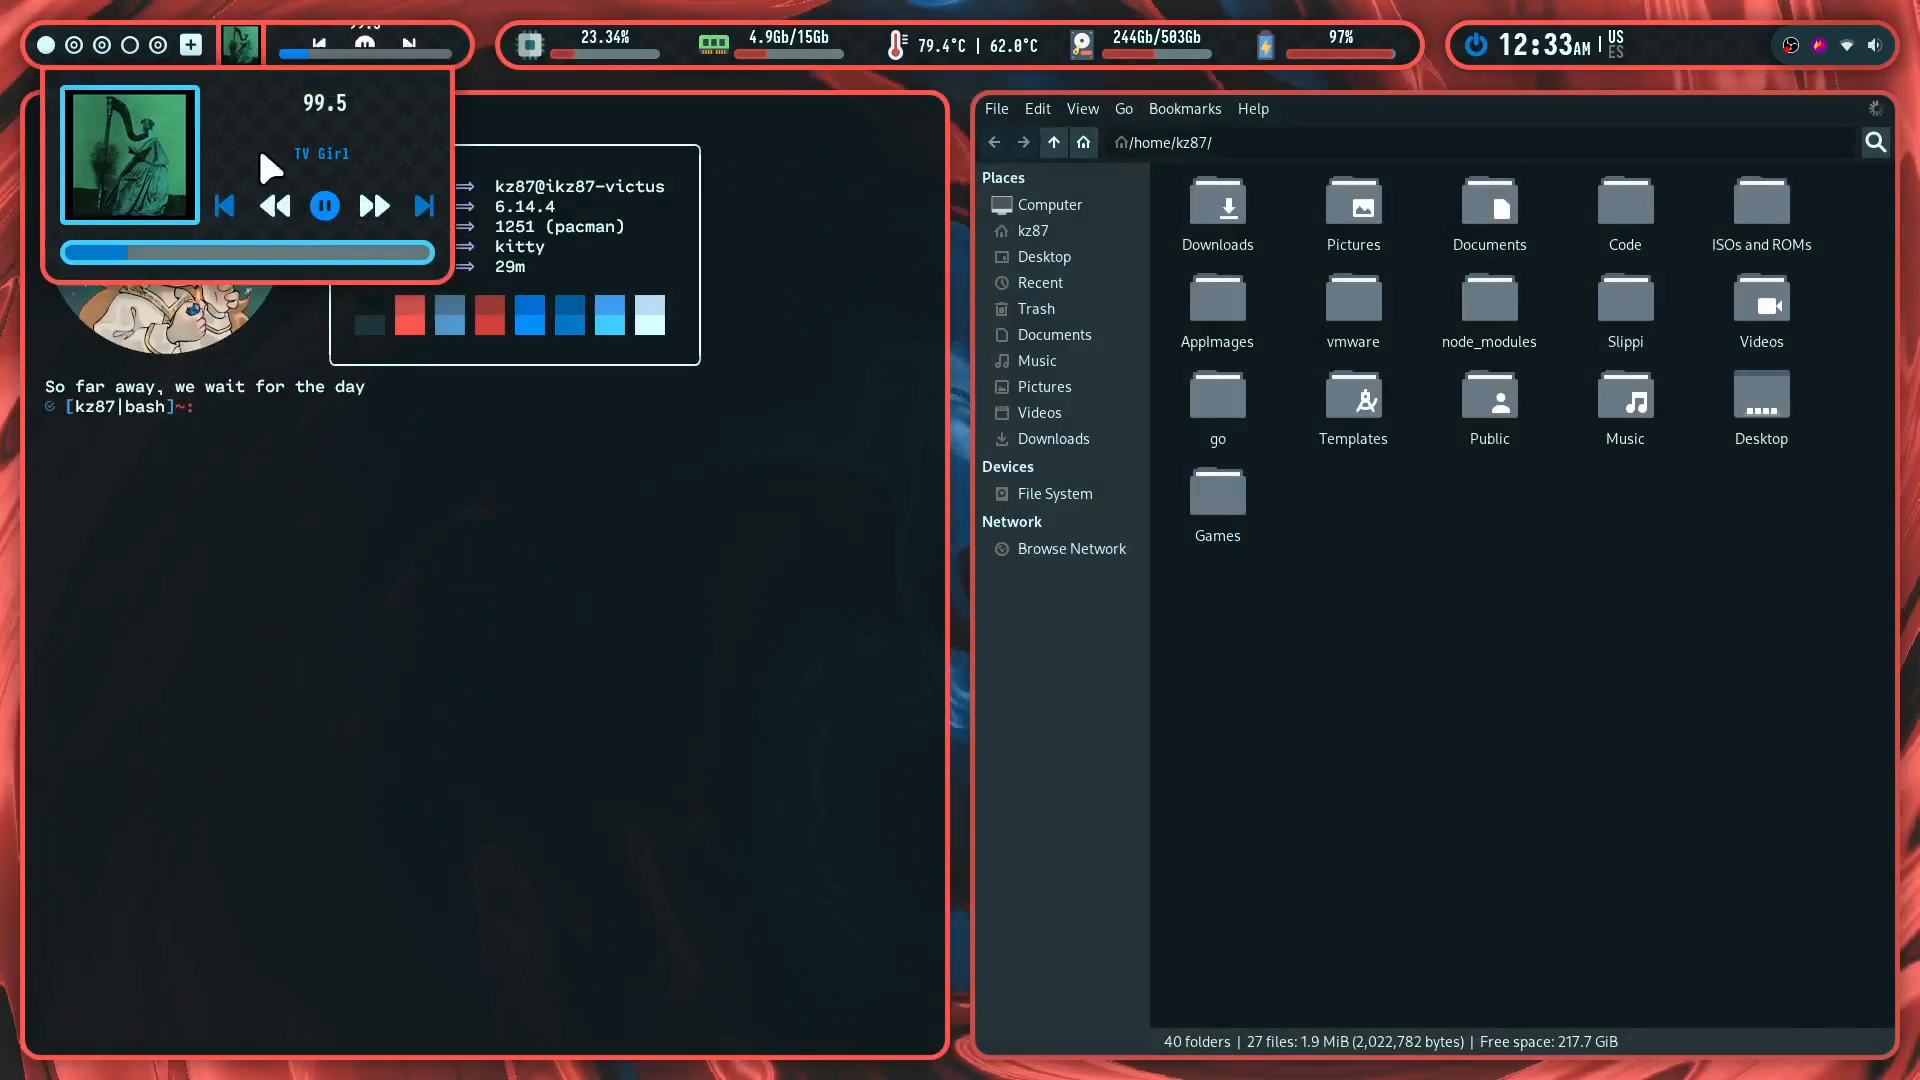 23.34%
4.9Gb/15Gb
79.4°C | 62.0°C
244Gb/503Gb
97%
12:33AM | US
ES
99.5
TV Girl
kz87@ikz87-victus
6.14.4
1251 (pacman)
kitty
29m
So far away, we wait for the day
[kz87|bash]~:
File Edit View Go Bookmarks Help
/home/kz87/
Places
Computer
kz87
Desktop
Recent
Trash
Documents
Music
Pictures
Videos
Downloads
Devices
File System
Network
Browse Network
Downloads Pictures Documents Code ISOs and ROMs
AppImages vmware node_modules Slippi Videos
go Templates Public Music Desktop
Games
40 folders | 27 files: 1.9 MiB (2,022,782 bytes) | Free space: 217.7 GiB